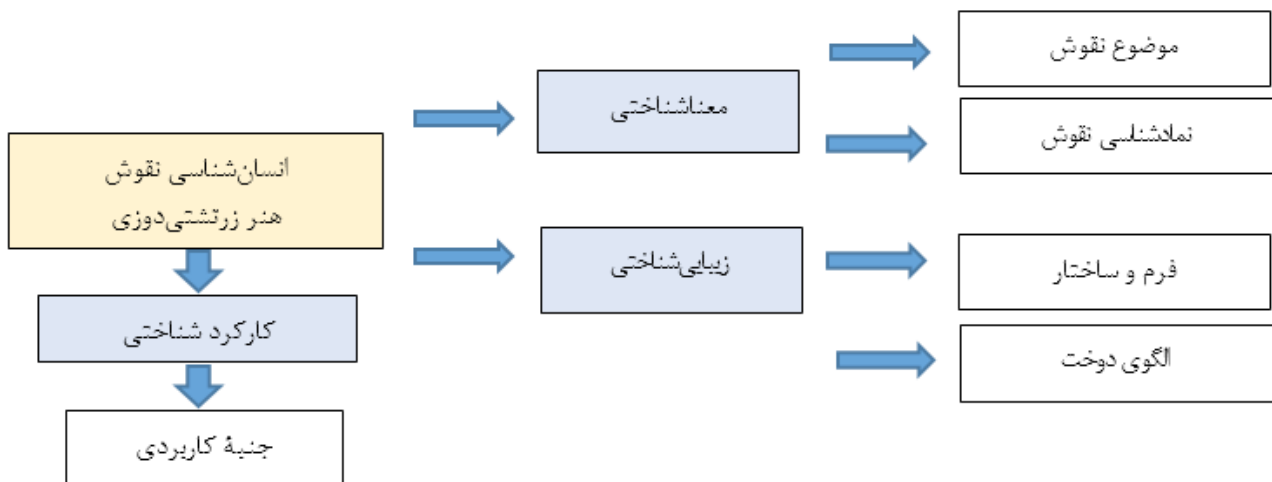 موضوع نقوش
معناشناختی
نمادشناسی نقوش
انسان‌شناسی نقوش
هنر زرتشتی‌دوزی
زیبایی‌شناختی
فرم و ساختار
کارکرد شناختی
الگوی دوخت
جنبۀ کاربردی